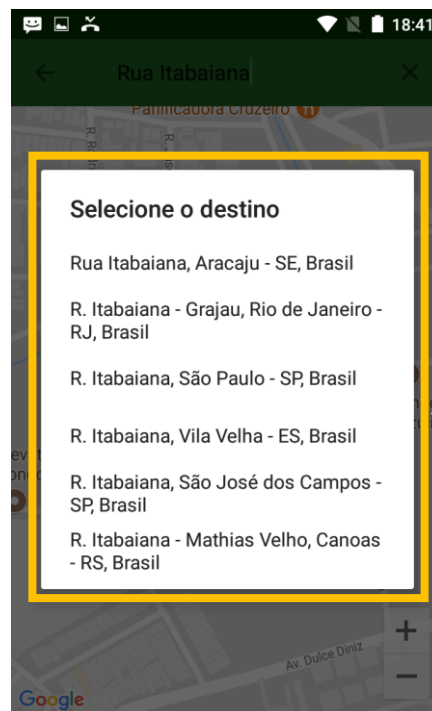 18:41
Rua Itabaiana
Panificadora Cruzeiro
Selecione o destino
Rua Itabaiana, Aracaju - SE, Brasil
R. Itabaiana - Grajau, Rio de Janeiro -
RJ, Brasil
R. Itabaiana, São Paulo - SP, Brasil
R. Itabaiana, Vila Velha - ES, Brasil
R. Itabaiana, São José dos Campos -
SP, Brasil
R. Itabaiana - Mathias Velho, Canoas
- RS, Brasil
Av. Dulce Diniz
Google